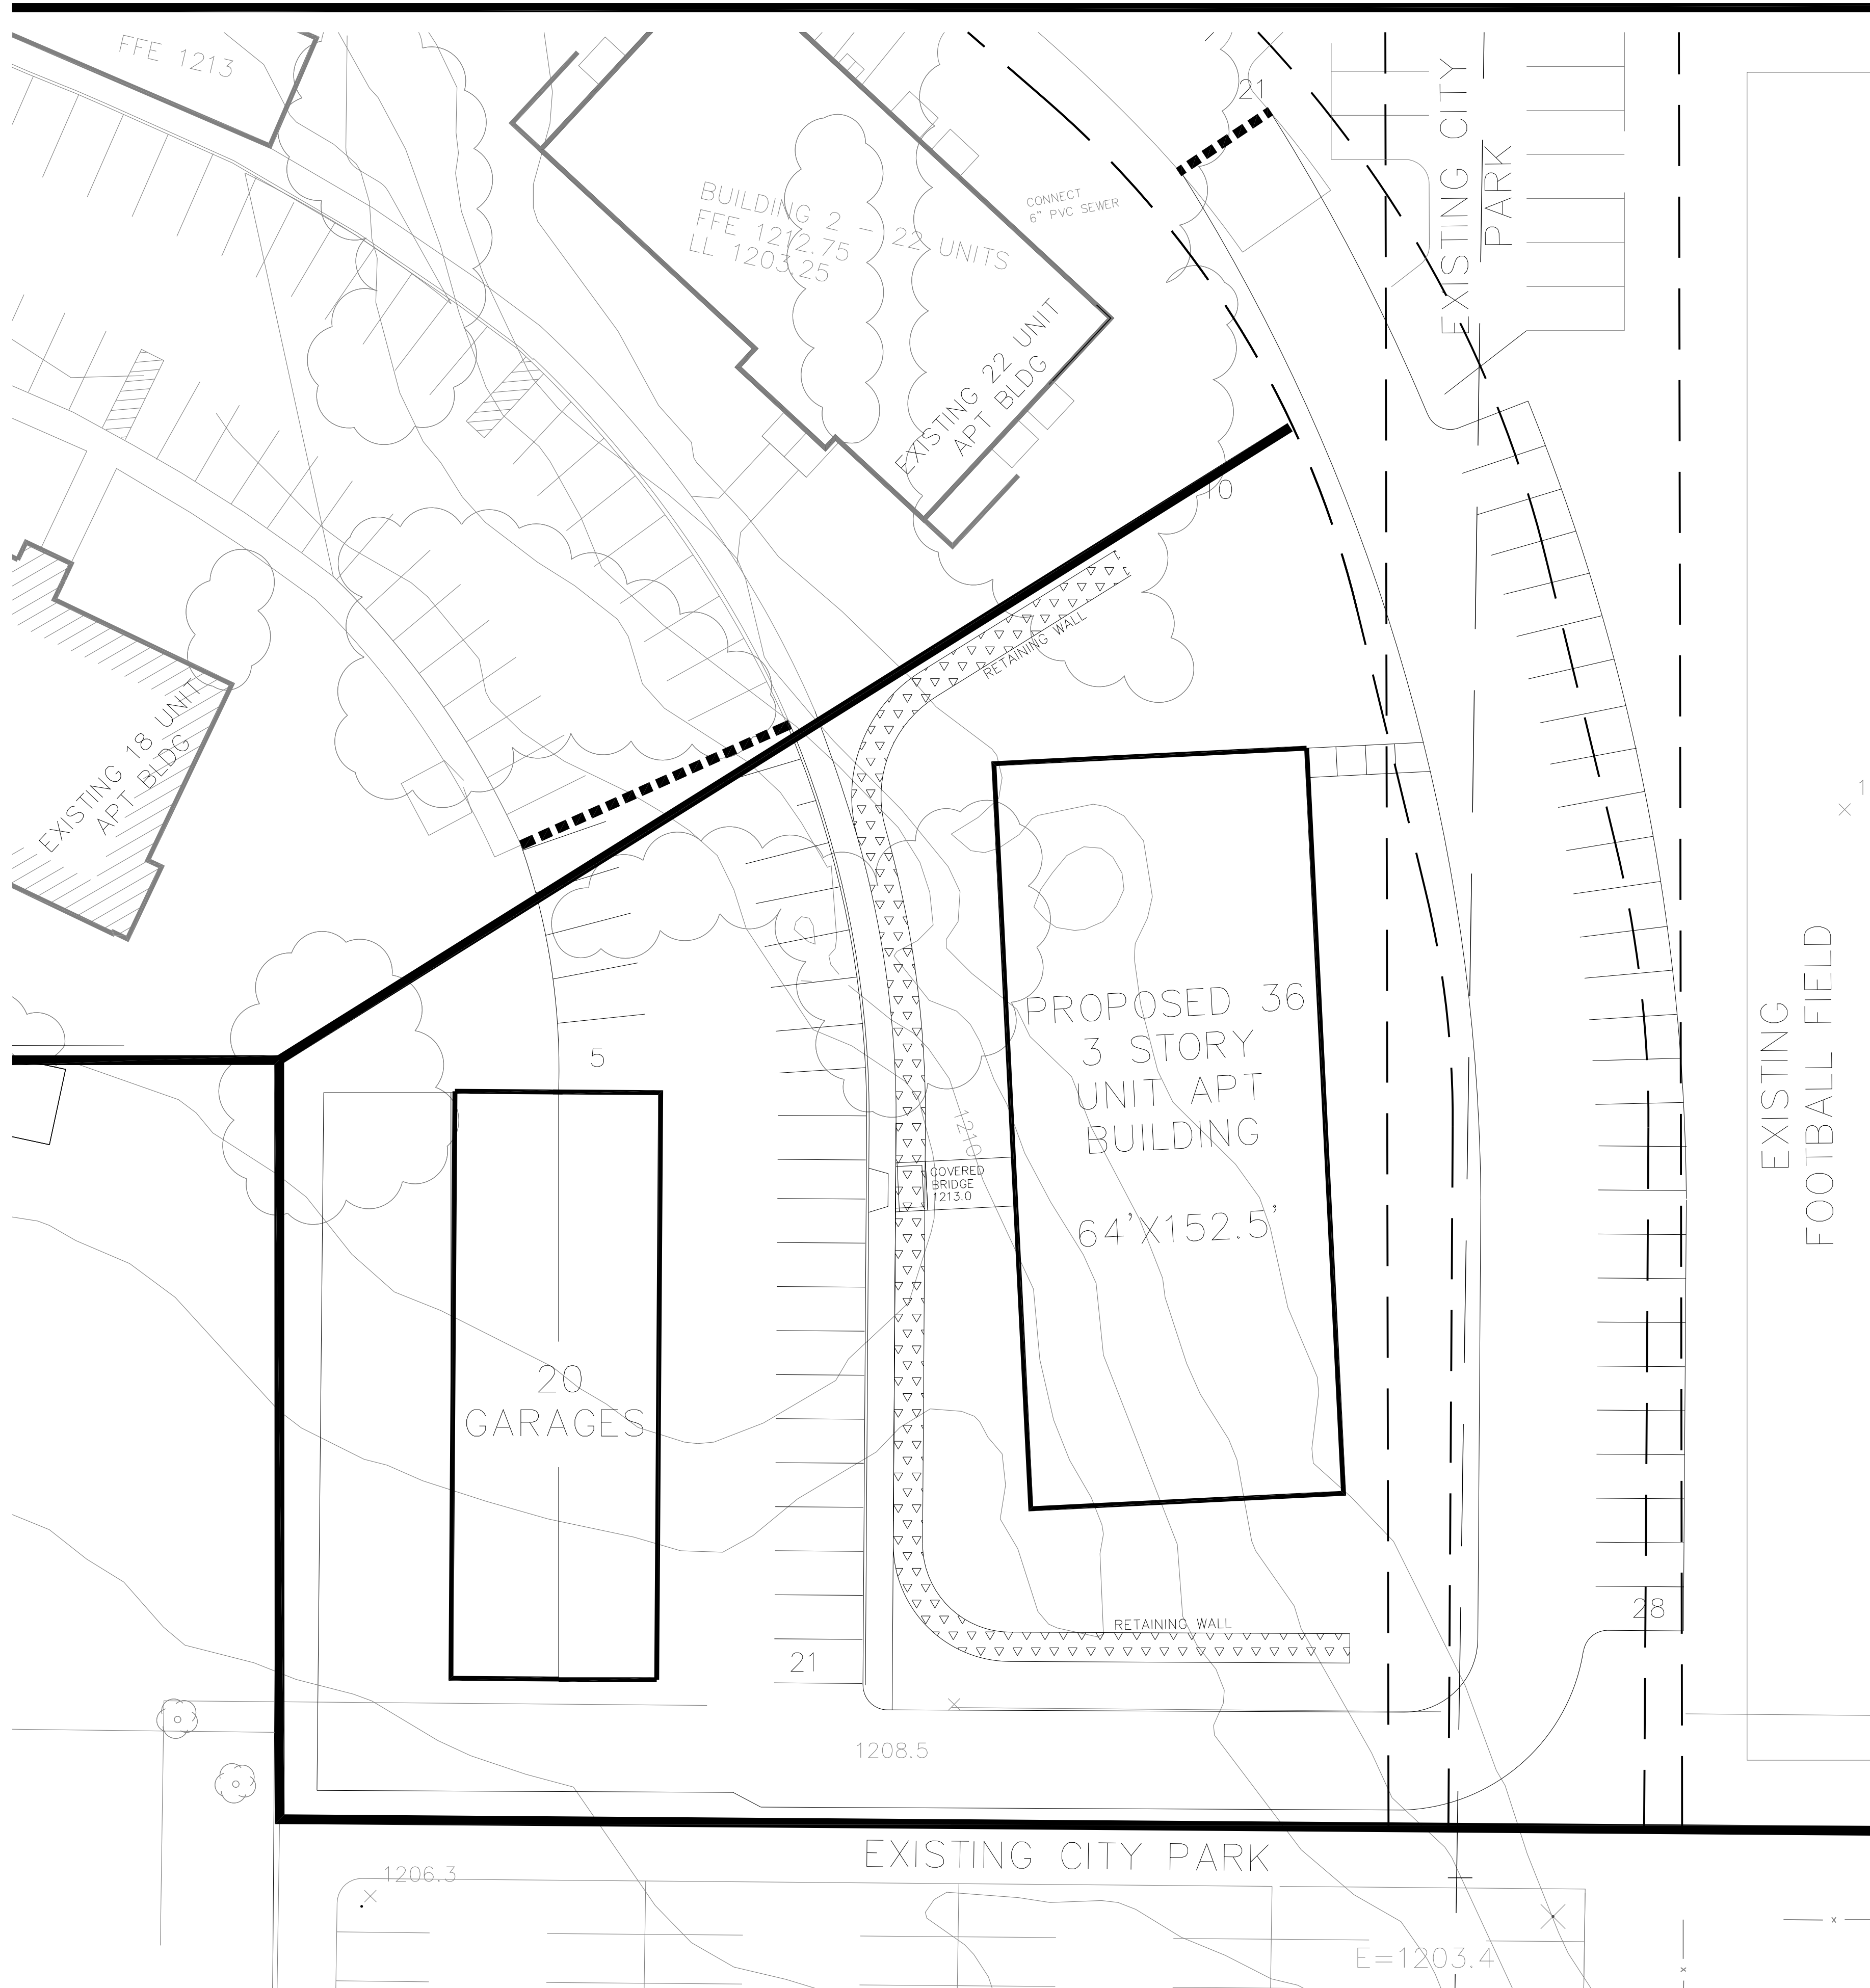 FFE 1213
21
EXISTING CITY
PARK
BUILDING 2 - 22 UNITS
FFE 1212.75
LL 1203.25
CONNECT
6" PVC SEWER
EXISTING 22 UNIT
APT BLDG
10
RETAINING WALL
EXISTING 18 UNIT
APT BLDG
1
PROPOSED 36
3 STORY
UNIT APT
BUILDING
64'X152.5'
5
1210
COVERED
BRIDGE
1213.0
EXISTING
FOOTBALL FIELD
20
GARAGES
21
RETAINING WALL
28
1208.5
EXISTING CITY PARK
1206.3
E=1203.4
x
x